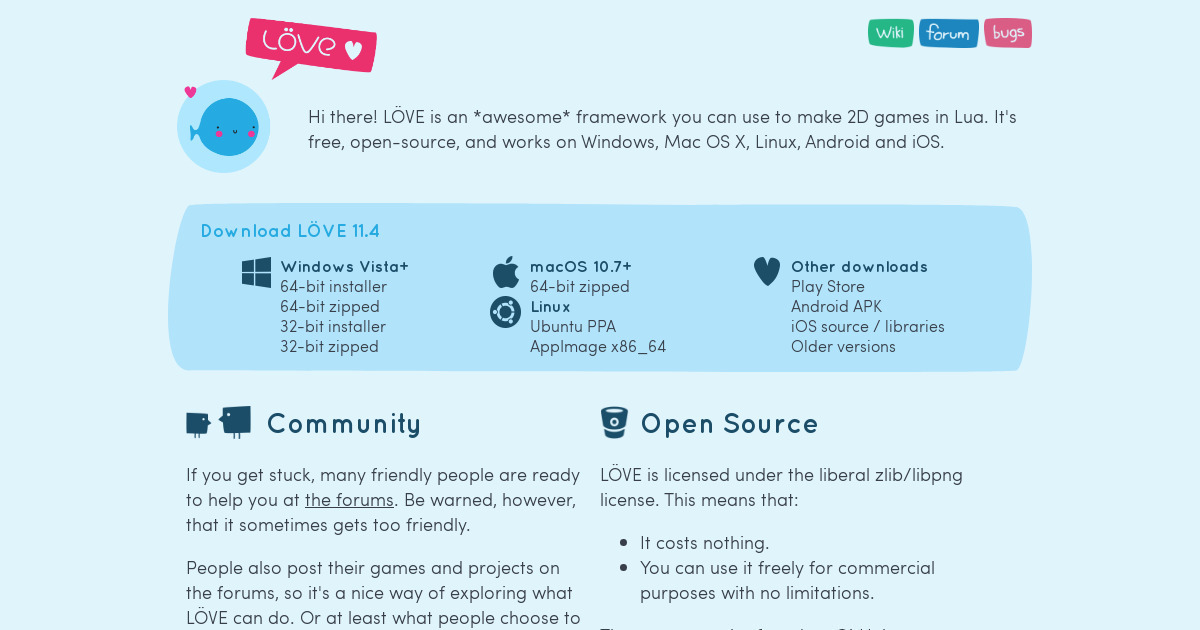 LÖVE
Wiki
forum
bugs
Hi there! LÖVE is an *awesome* framework you can use to make 2D games in Lua. It's
free, open-source, and works on Windows, Mac OS X, Linux, Android and iOS.
Download LÖVE 11.4
Windows Vista+
64-bit installer
64-bit zipped
32-bit installer
32-bit zipped
macOS 10.7+
64-bit zipped
Linux
Ubuntu PPA
AppImage x86_64
Other downloads
Play Store
Android APK
iOS source / libraries
Older versions
Community
If you get stuck, many friendly people are ready
to help you at the forums. Be warned, however,
that it sometimes gets too friendly.
People also post their games and projects on
the forums, so it's a nice way of exploring what
LÖVE can do. Or at least what people choose to
Open Source
LÖVE is licensed under the liberal zlib/libpng
license. This means that:
It costs nothing.
You can use it freely for commercial
purposes with no limitations.